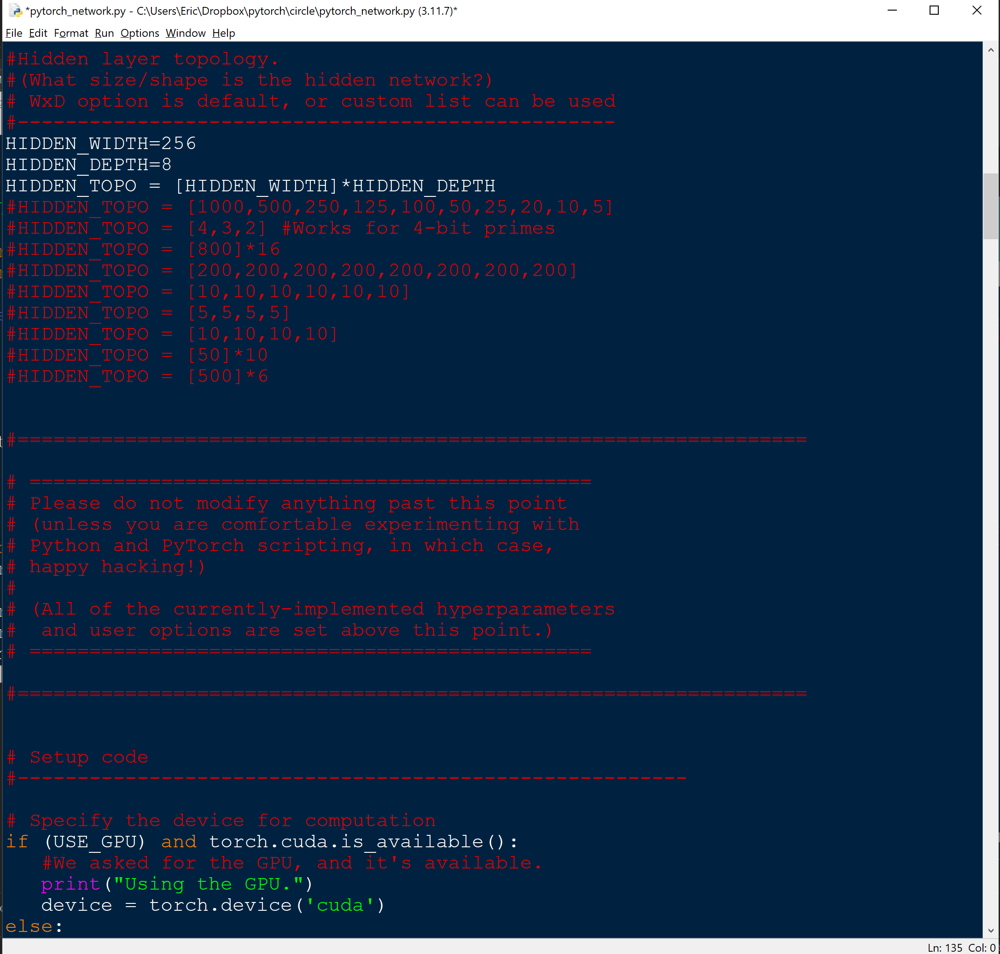 *pytorch_network.py - C:\Users\Eric\Dropbox\pytorch\circle\pytorch_network.py (3.11.7)*
File Edit Format Run Options Window Help
#Hidden layer topology.
#(What size/shape is the hidden network?)
# WxD option is default, or custom list can be used
#--------------------------------------------------
HIDDEN_WIDTH=256
HIDDEN_DEPTH=8
HIDDEN_TOPO = [HIDDEN_WIDTH]*HIDDEN_DEPTH
#HIDDEN_TOPO = [1000,500,250,125,100,50,25,20,10,5]
#HIDDEN_TOPO = [4,3,2] #Works for 4-bit primes
#HIDDEN_TOPO = [800]*16
#HIDDEN_TOPO = [200,200,200,200,200,200,200,200]
#HIDDEN_TOPO = [10,10,10,10,10,10]
#HIDDEN_TOPO = [5,5,5,5]
#HIDDEN_TOPO = [10,10,10,10]
#HIDDEN_TOPO = [50]*10
#HIDDEN_TOPO = [500]*6
#==================================================================
# ===============================================
# Please do not modify anything past this point
# (unless you are comfortable experimenting with
# Python and PyTorch scripting, in which case,
# happy hacking!)
#
# (All of the currently-implemented hyperparameters
#  and user options are set above this point.)
# ===============================================
#==================================================================
# Setup code
#--------------------------------------------------------
# Specify the device for computation
if (USE_GPU) and torch.cuda.is_available():
   #We asked for the GPU, and it's available.
   print("Using the GPU.")
   device = torch.device('cuda')
else:
Ln: 135 Col: 0